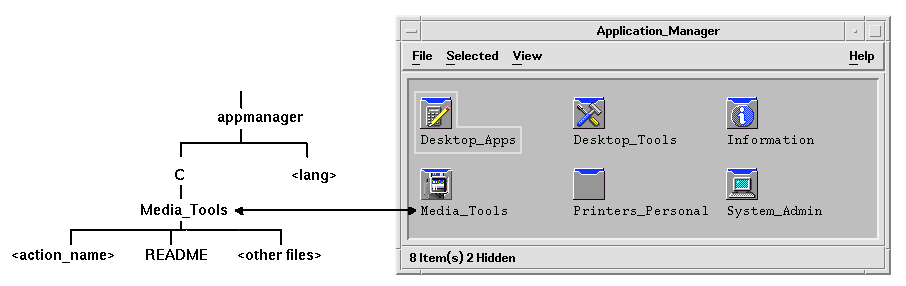 appmanager
C <lang>
Media_Tools
<action_name> README <other files>
Application_Manager
File Selected View Help
Desktop_Apps Desktop_Tools Information
Media_Tools Printers_Personal System_Admin
8 Item(s) 2 Hidden